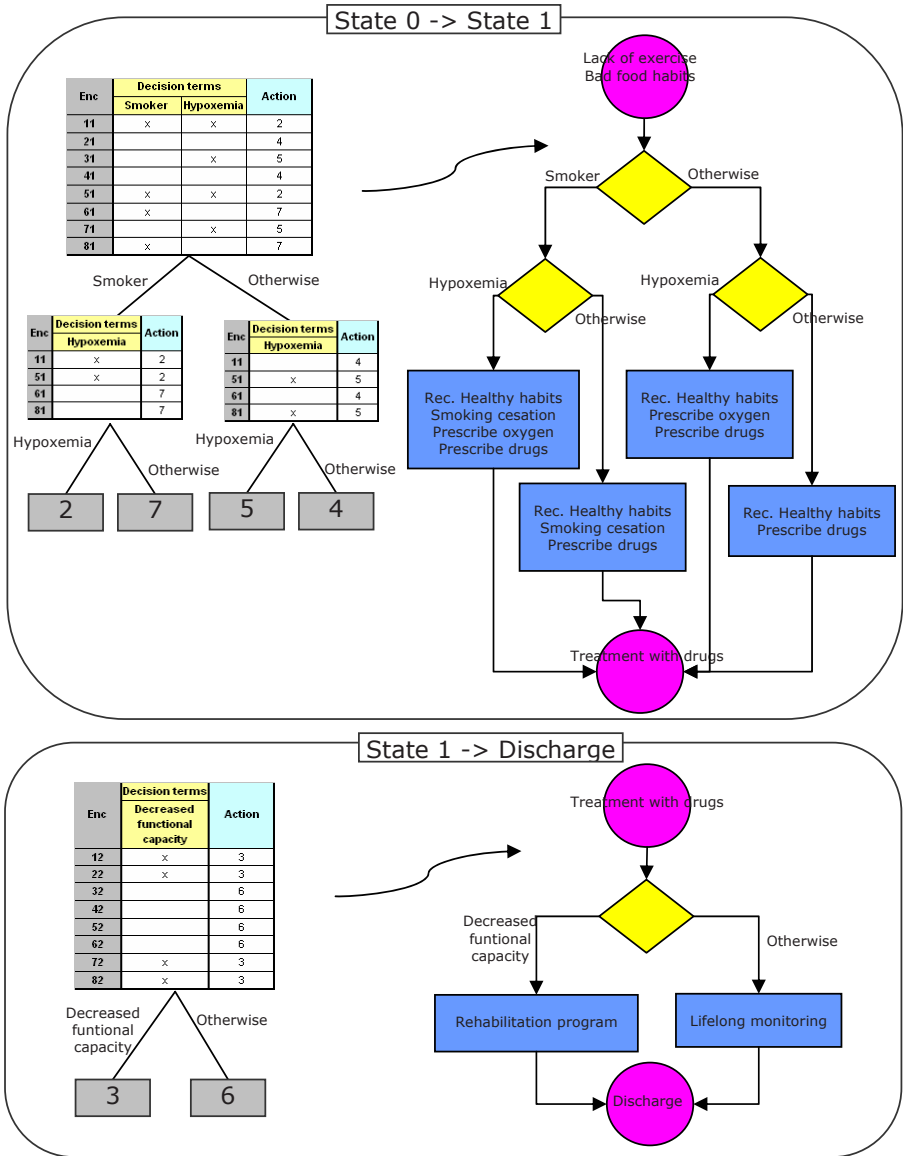 State 0 -> State 1
Enc Decision terms Action
Smoker Hypoxemia
11 x x 2
21 4
31 x 5
41 4
51 x x 2
61 x 7
71 x 5
81 x 7
Smoker Otherwise
Enc Decision terms Action
Hypoxemia
11 x 2
51 x 2
61 7
81 7
Enc Decision terms Action
Hypoxemia
11 4
51 x 5
61 4
81 x 5
Hypoxemia Otherwise
Hypoxemia Otherwise
2 7 5 4
Lack of exercise
Bad food habits
Smoker Otherwise
Hypoxemia Otherwise
Hypoxemia Otherwise
Rec. Healthy habits
Smoking cesation
Prescribe oxygen
Prescribe drugs
Rec. Healthy habits
Smoking cesation
Prescribe drugs
Rec. Healthy habits
Prescribe oxygen
Prescribe drugs
Rec. Healthy habits
Prescribe drugs
Treatment with drugs
State 1 -> Discharge
Enc Decision terms Action
Decreased
functional
capacity
12 x 3
22 x 3
32 6
42 6
52 6
62 6
72 x 3
82 x 3
Decreased
funtional
capacity
Otherwise
3 6
Treatment with drugs
Decreased
funtional
capacity
Otherwise
Rehabilitation program
Lifelong monitoring
Discharge